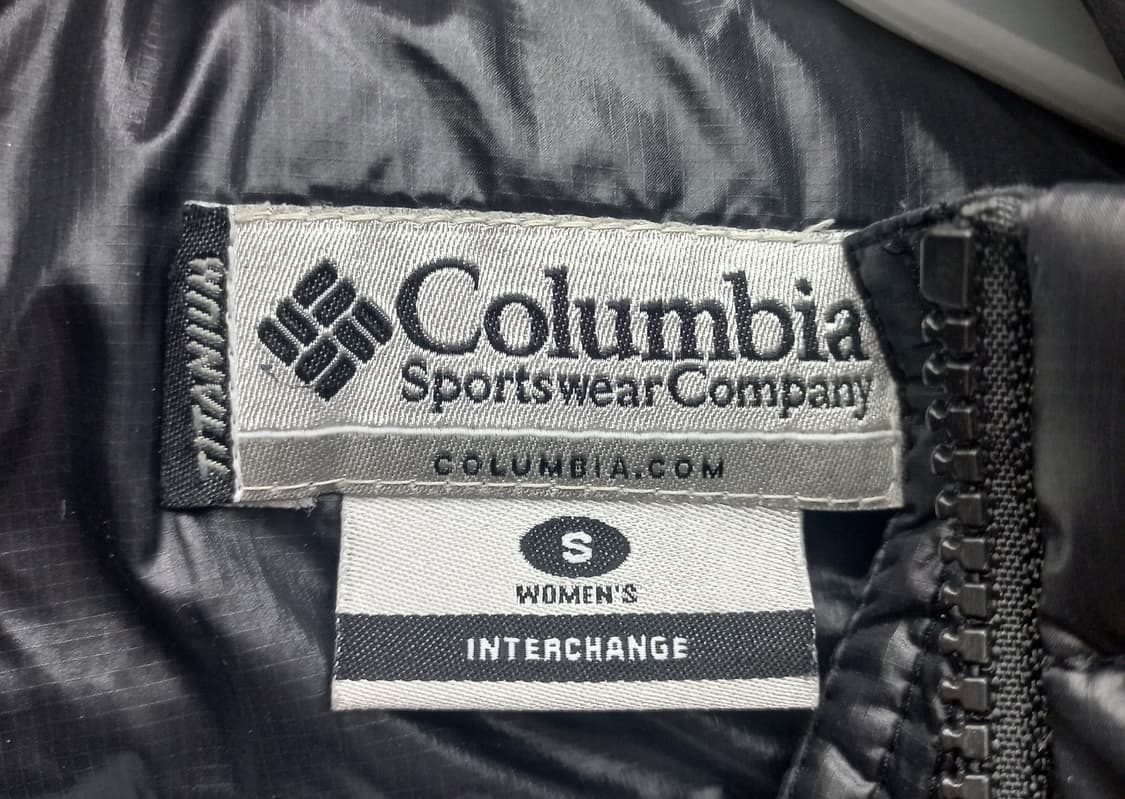 TITANIUM
Columbia
Sportswear Company
COLUMBIA.COM
S
WOMEN'S
INTERCHANGE